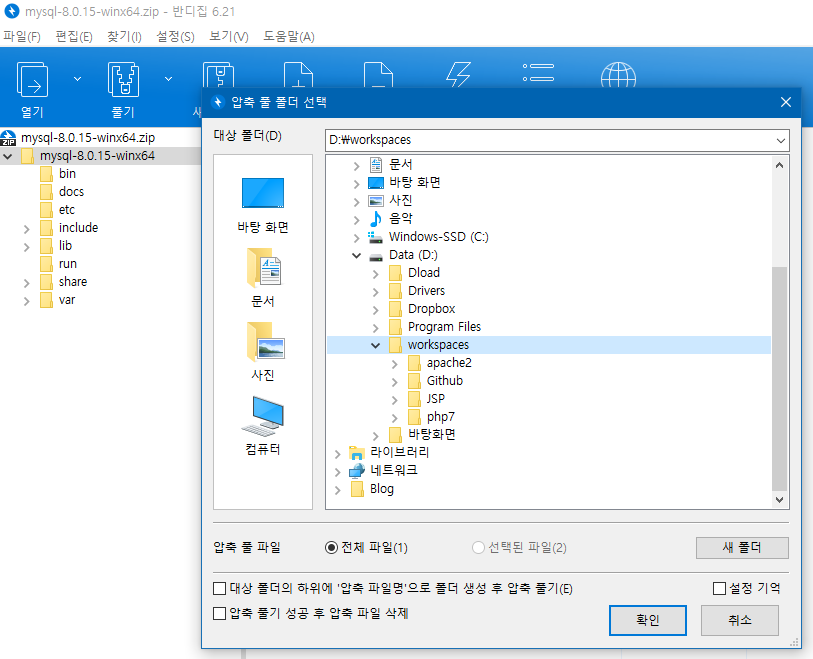 mysql-8.0.15-winx64.zip - 반디집 6.21
파일(F) 편집(E) 찾기(I) 설정(S) 보기(V) 도움말(A)
열기 풀기 새
mysql-8.0.15-winx64.zip
mysql-8.0.15-winx64
bin
docs
etc
include
lib
run
share
var
압축 풀 폴더 선택
대상 폴더(D) D:₩workspaces
바탕 화면
문서
사진
컴퓨터
문서
바탕 화면
사진
음악
Windows-SSD (C:)
Data (D:)
Dload
Drivers
Dropbox
Program Files
workspaces
apache2
Github
JSP
php7
바탕화면
라이브러리
네트워크
Blog
압축 풀 파일 전체 파일(1) 선택된 파일(2) 새 폴더
대상 폴더의 하위에 '압축 파일명'으로 폴더 생성 후 압축 풀기(E) 설정 기억
압축 풀기 성공 후 압축 파일 삭제
확인 취소